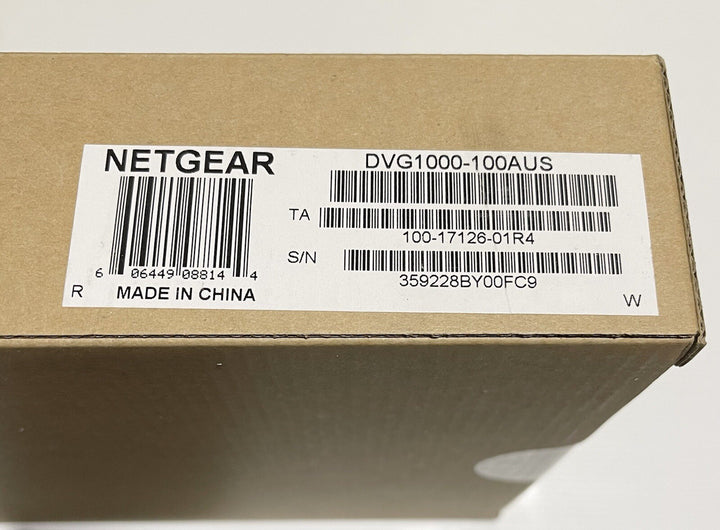 NETGEAR
6 06449 08814 4
R MADE IN CHINA
DVG1000-100AUS
TA
100-17126-01R4
S/N
359228BY00FC9
W